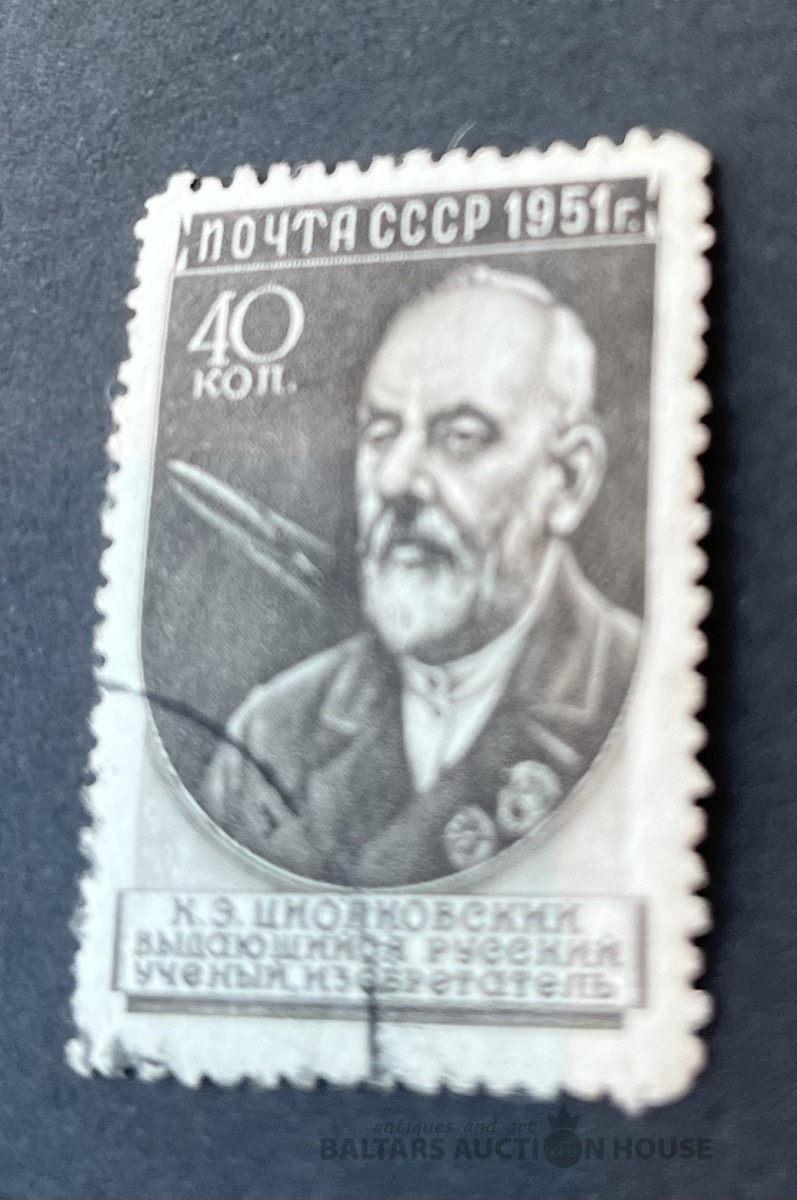 ПОЧТА СССР 1951г.
40
коп.
К.Э. ЦИОЛКОВСКИЙ
ВЫДАЮЩИЙСЯ РУССКИЙ
УЧЕНЫЙ, ИЗОБРЕТАТЕЛЬ
antiques and art
BALTARS AUCTION HOUSE